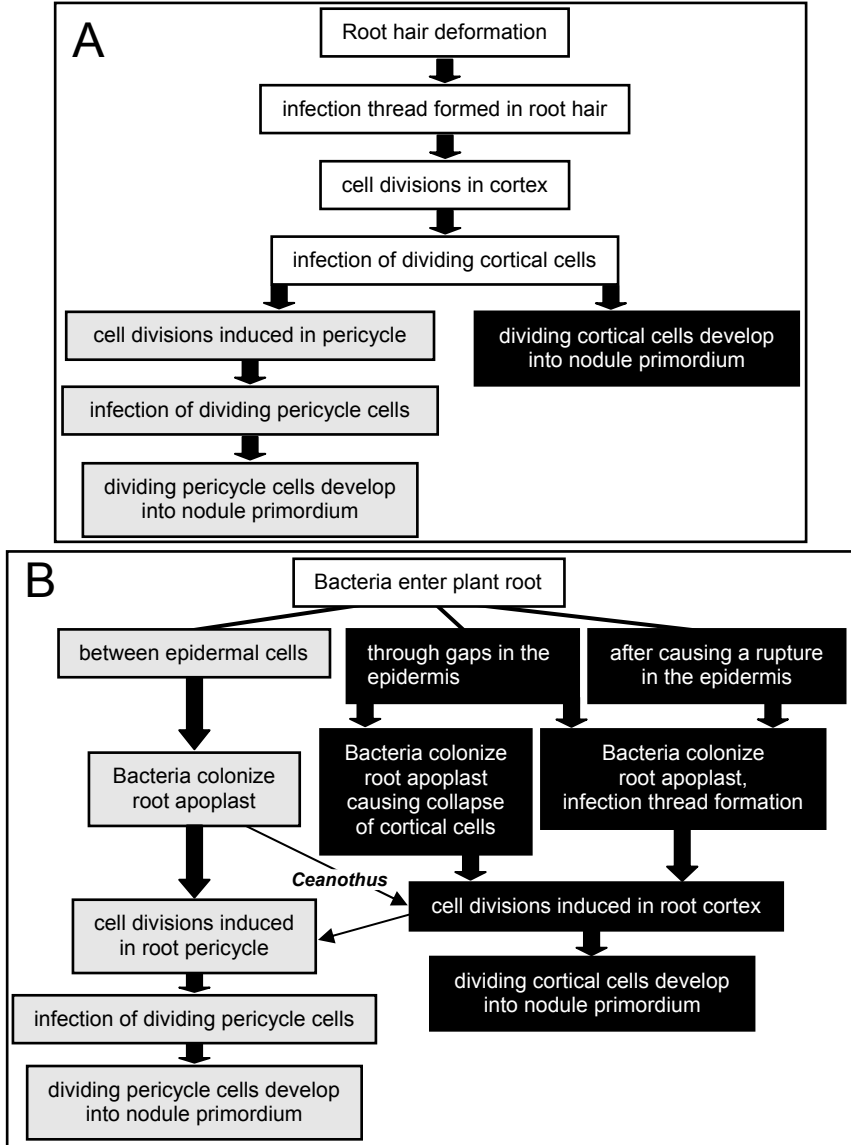 A
Root hair deformation
infection thread formed in root hair
cell divisions in cortex
infection of dividing cortical cells
cell divisions induced in pericycle
infection of dividing pericycle cells
dividing pericycle cells develop
into nodule primordium
dividing cortical cells develop
into nodule primordium
B
Bacteria enter plant root
between epidermal cells
through gaps in the
epidermis
after causing a rupture
in the epidermis
Bacteria colonize
root apoplast
Bacteria colonize
root apoplast
causing collapse
of cortical cells
Bacteria colonize
root apoplast,
infection thread formation
Ceanothus
cell divisions induced
in root pericycle
cell divisions induced in root cortex
infection of dividing pericycle cells
dividing cortical cells develop
into nodule primordium
dividing pericycle cells develop
into nodule primordium